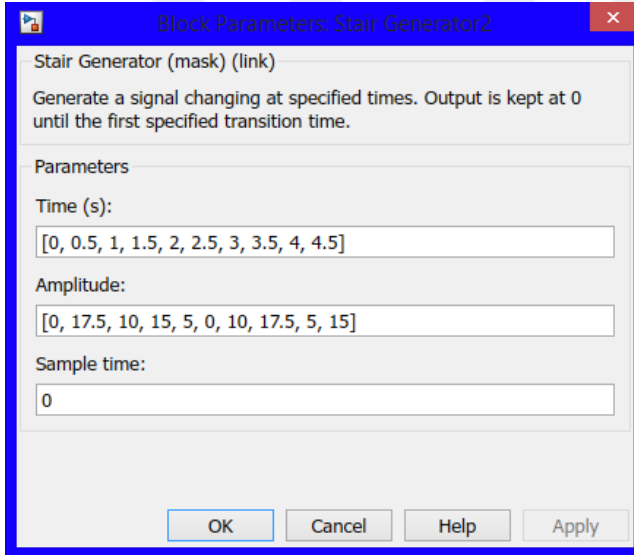 Block Parameters: Stair Generator2
Stair Generator (mask) (link)
Generate a signal changing at specified times. Output is kept at 0
until the first specified transition time.
Parameters
Time (s):
[0, 0.5, 1, 1.5, 2, 2.5, 3, 3.5, 4, 4.5]
Amplitude:
[0, 17.5, 10, 15, 5, 0, 10, 17.5, 5, 15]
Sample time:
0
OK Cancel Help Apply